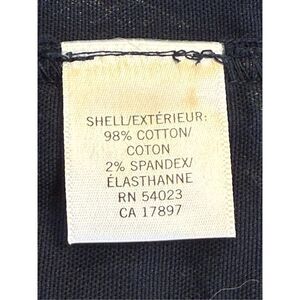 SHELL/EXTÉRIEUR:
98% COTTON/
COTON
2% SPANDEX/
ÉLASTHANNE
RN 54023
CA 17897